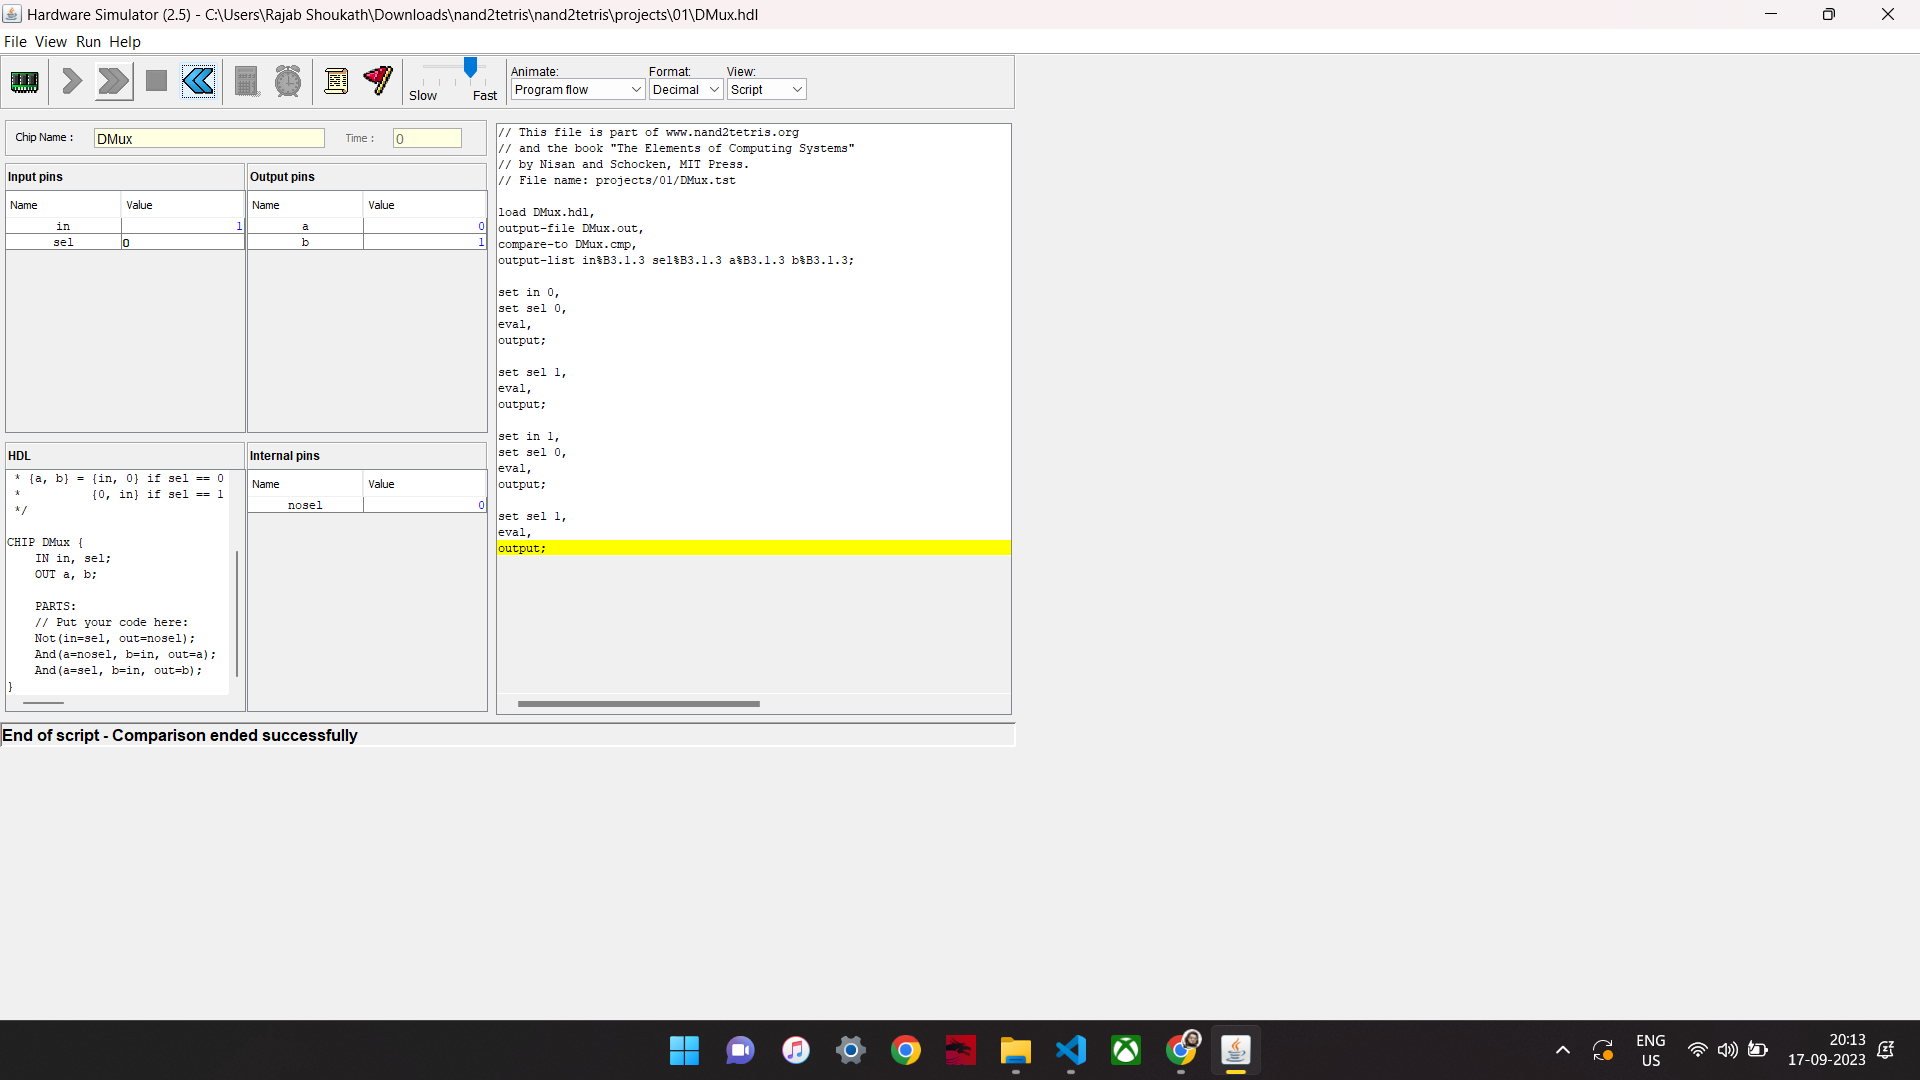 Hardware Simulator (2.5) - C:\Users\Rajab Shoukath\Downloads\nand2tetris\nand2tetris\projects\01\DMux.hdl
File View Run Help
Slow Fast
Animate:
Program flow
Format:
Decimal
View:
Script
Chip Name :
DMux
Time :
0
Input pins
Name Value
in 1
sel 0
Output pins
Name Value
a 0
b 1
HDL
* {a, b} = {in, 0} if sel == 0
*          {0, in} if sel == 1
*/
CHIP DMux {
IN in, sel;
OUT a, b;
PARTS:
// Put your code here:
Not(in=sel, out=nosel);
And(a=nosel, b=in, out=a);
And(a=sel, b=in, out=b);
}
Internal pins
Name Value
nosel 0
// This file is part of www.nand2tetris.org
// and the book "The Elements of Computing Systems"
// by Nisan and Schocken, MIT Press.
// File name: projects/01/DMux.tst
load DMux.hdl,
output-file DMux.out,
compare-to DMux.cmp,
output-list in%B3.1.3 sel%B3.1.3 a%B3.1.3 b%B3.1.3;
set in 0,
set sel 0,
eval,
output;
set sel 1,
eval,
output;
set in 1,
set sel 0,
eval,
output;
set sel 1,
eval,
output;
End of script - Comparison ended successfully
ENG
US
20:13
17-09-2023